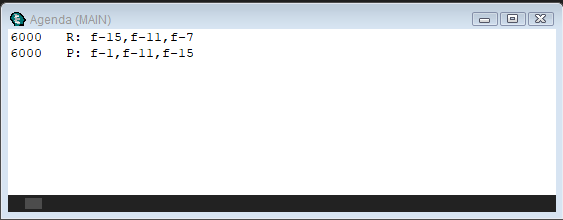 Agenda (MAIN)
6000   R: f-15,f-11,f-7
6000   P: f-1,f-11,f-15